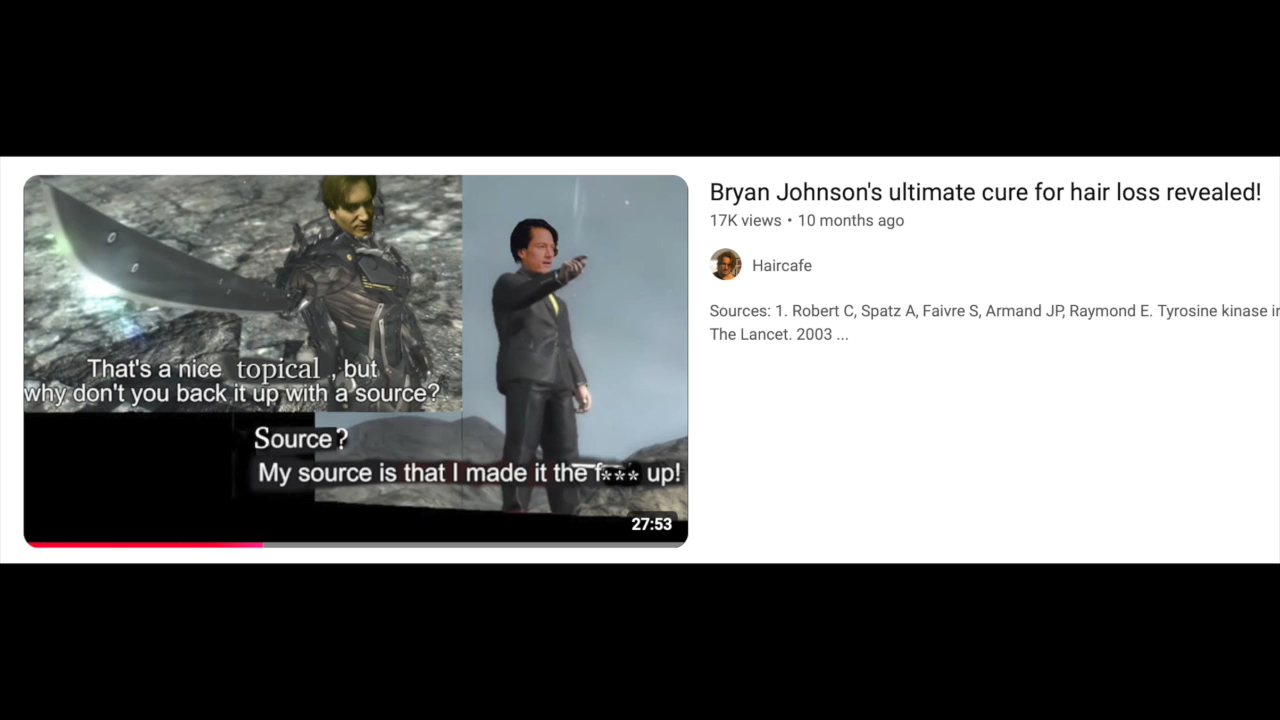 That's a nice topical , but
why don't you back it up with a source?
Source?
My source is that I made it the f*** up!
27:53
Bryan Johnson's ultimate cure for hair loss revealed!
17K views • 10 months ago
Haircafe
Sources: 1. Robert C, Spatz A, Faivre S, Armand JP, Raymond E. Tyrosine kinase
The Lancet. 2003 ...